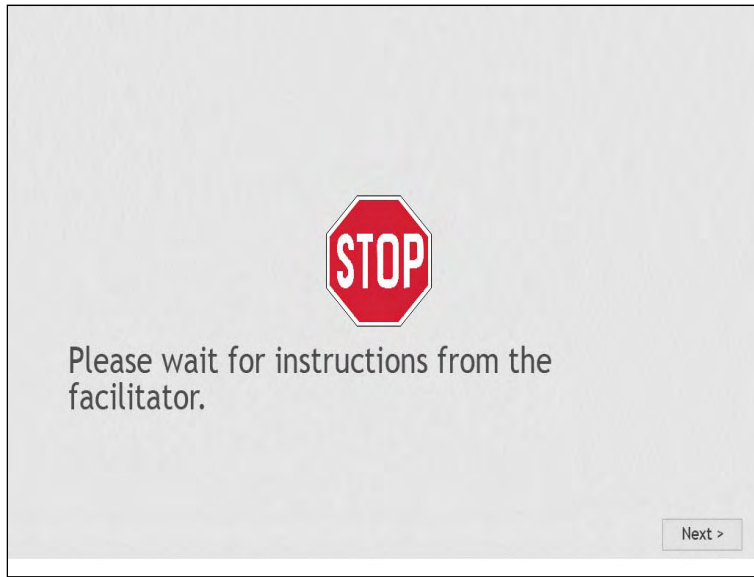 STOP
Please wait for instructions from the
facilitator.
Next >